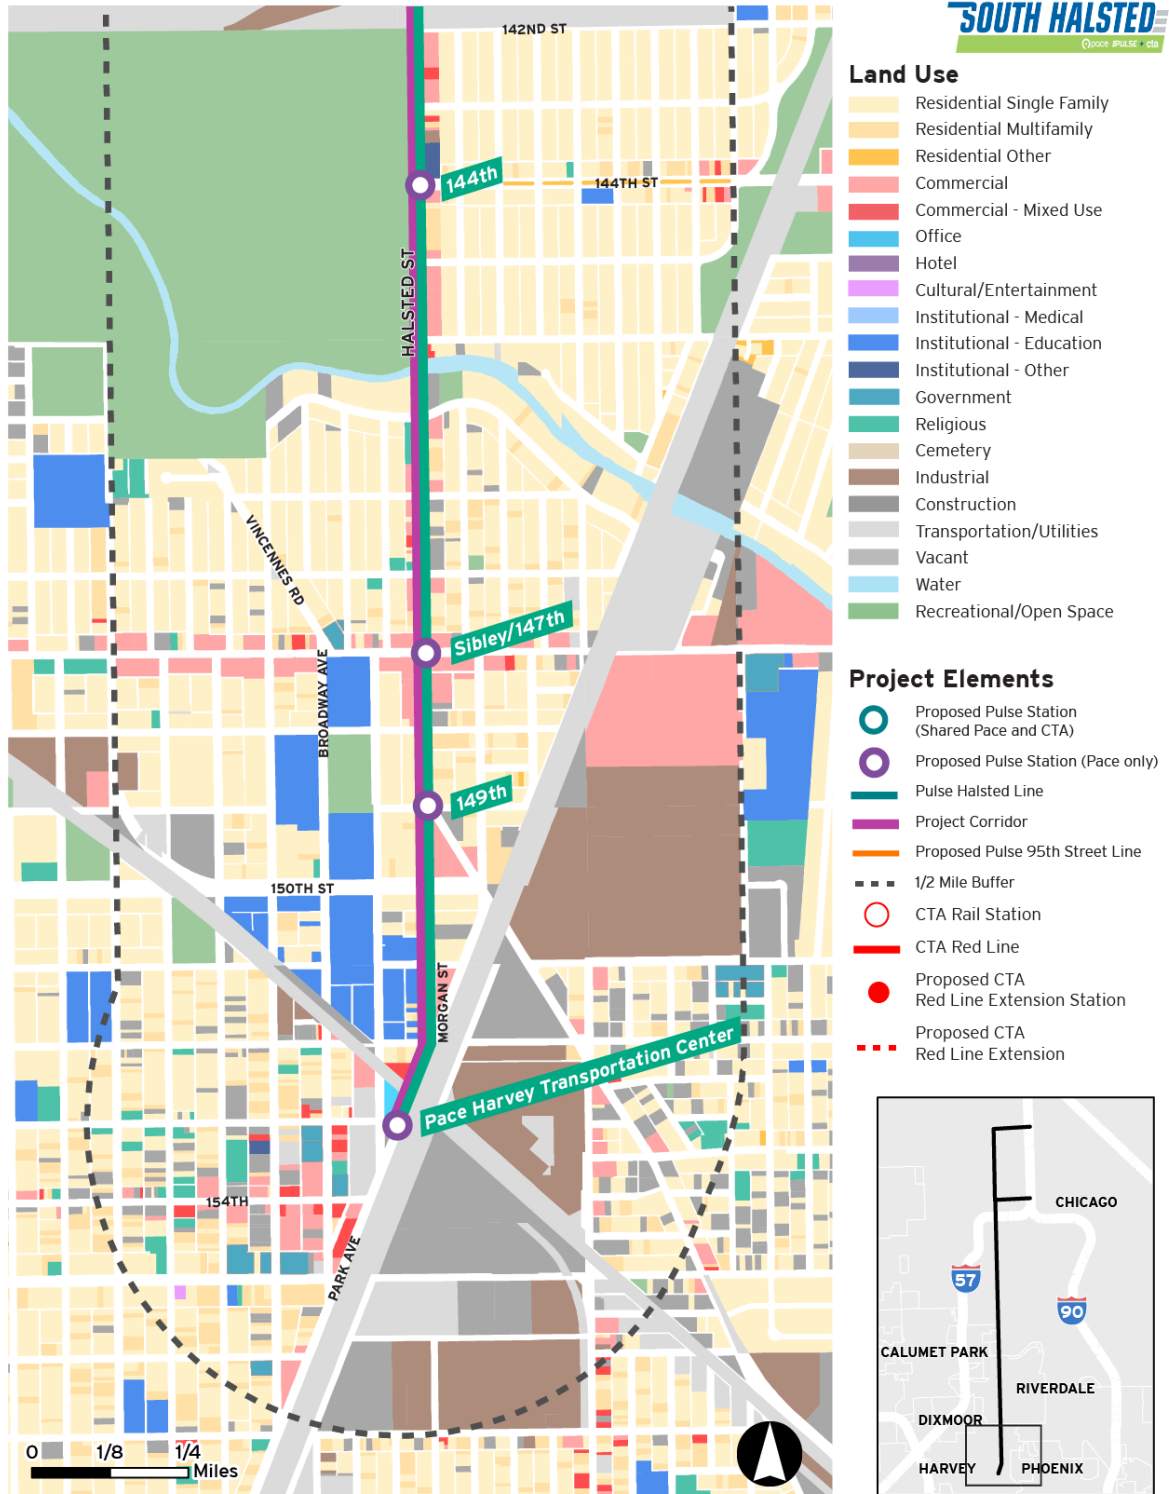 SOUTH HALSTED
pace PULSE + cta
142ND ST
144th
144TH ST
HALSTED ST
VINCENNES RD
Sibley/147th
BROADWAY AVE
149th
150TH ST
MORGAN ST
Pace Harvey Transportation Center
154TH
PARK AVE
0 1/8 1/4
Miles
Land Use
Residential Single Family
Residential Multifamily
Residential Other
Commercial
Commercial - Mixed Use
Office
Hotel
Cultural/Entertainment
Institutional - Medical
Institutional - Education
Institutional - Other
Government
Religious
Cemetery
Industrial
Construction
Transportation/Utilities
Vacant
Water
Recreational/Open Space
Project Elements
Proposed Pulse Station
(Shared Pace and CTA)
Proposed Pulse Station (Pace only)
Pulse Halsted Line
Project Corridor
Proposed Pulse 95th Street Line
1/2 Mile Buffer
CTA Rail Station
CTA Red Line
Proposed CTA
Red Line Extension Station
Proposed CTA
Red Line Extension
CHICAGO
57
90
CALUMET PARK
RIVERDALE
DIXMOOR
HARVEY
PHOENIX